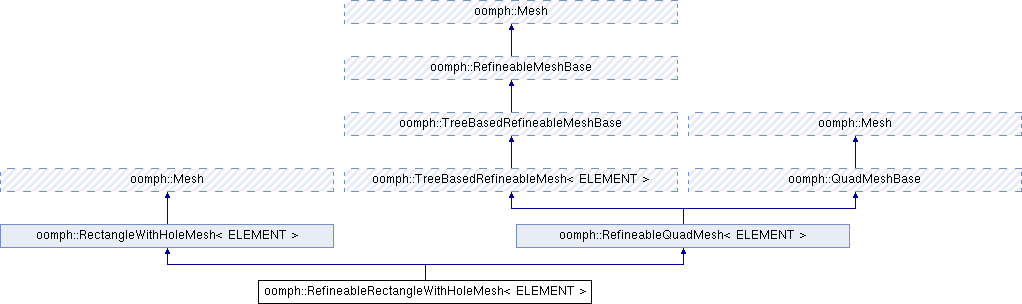 oomph::Mesh
oomph::RefineableMeshBase
oomph::TreeBasedRefineableMeshBase
oomph::Mesh
oomph::Mesh
oomph::TreeBasedRefineableMesh< ELEMENT >
oomph::QuadMeshBase
oomph::RectangleWithHoleMesh< ELEMENT >
oomph::RefineableQuadMesh< ELEMENT >
oomph::RefineableRectangleWithHoleMesh< ELEMENT >